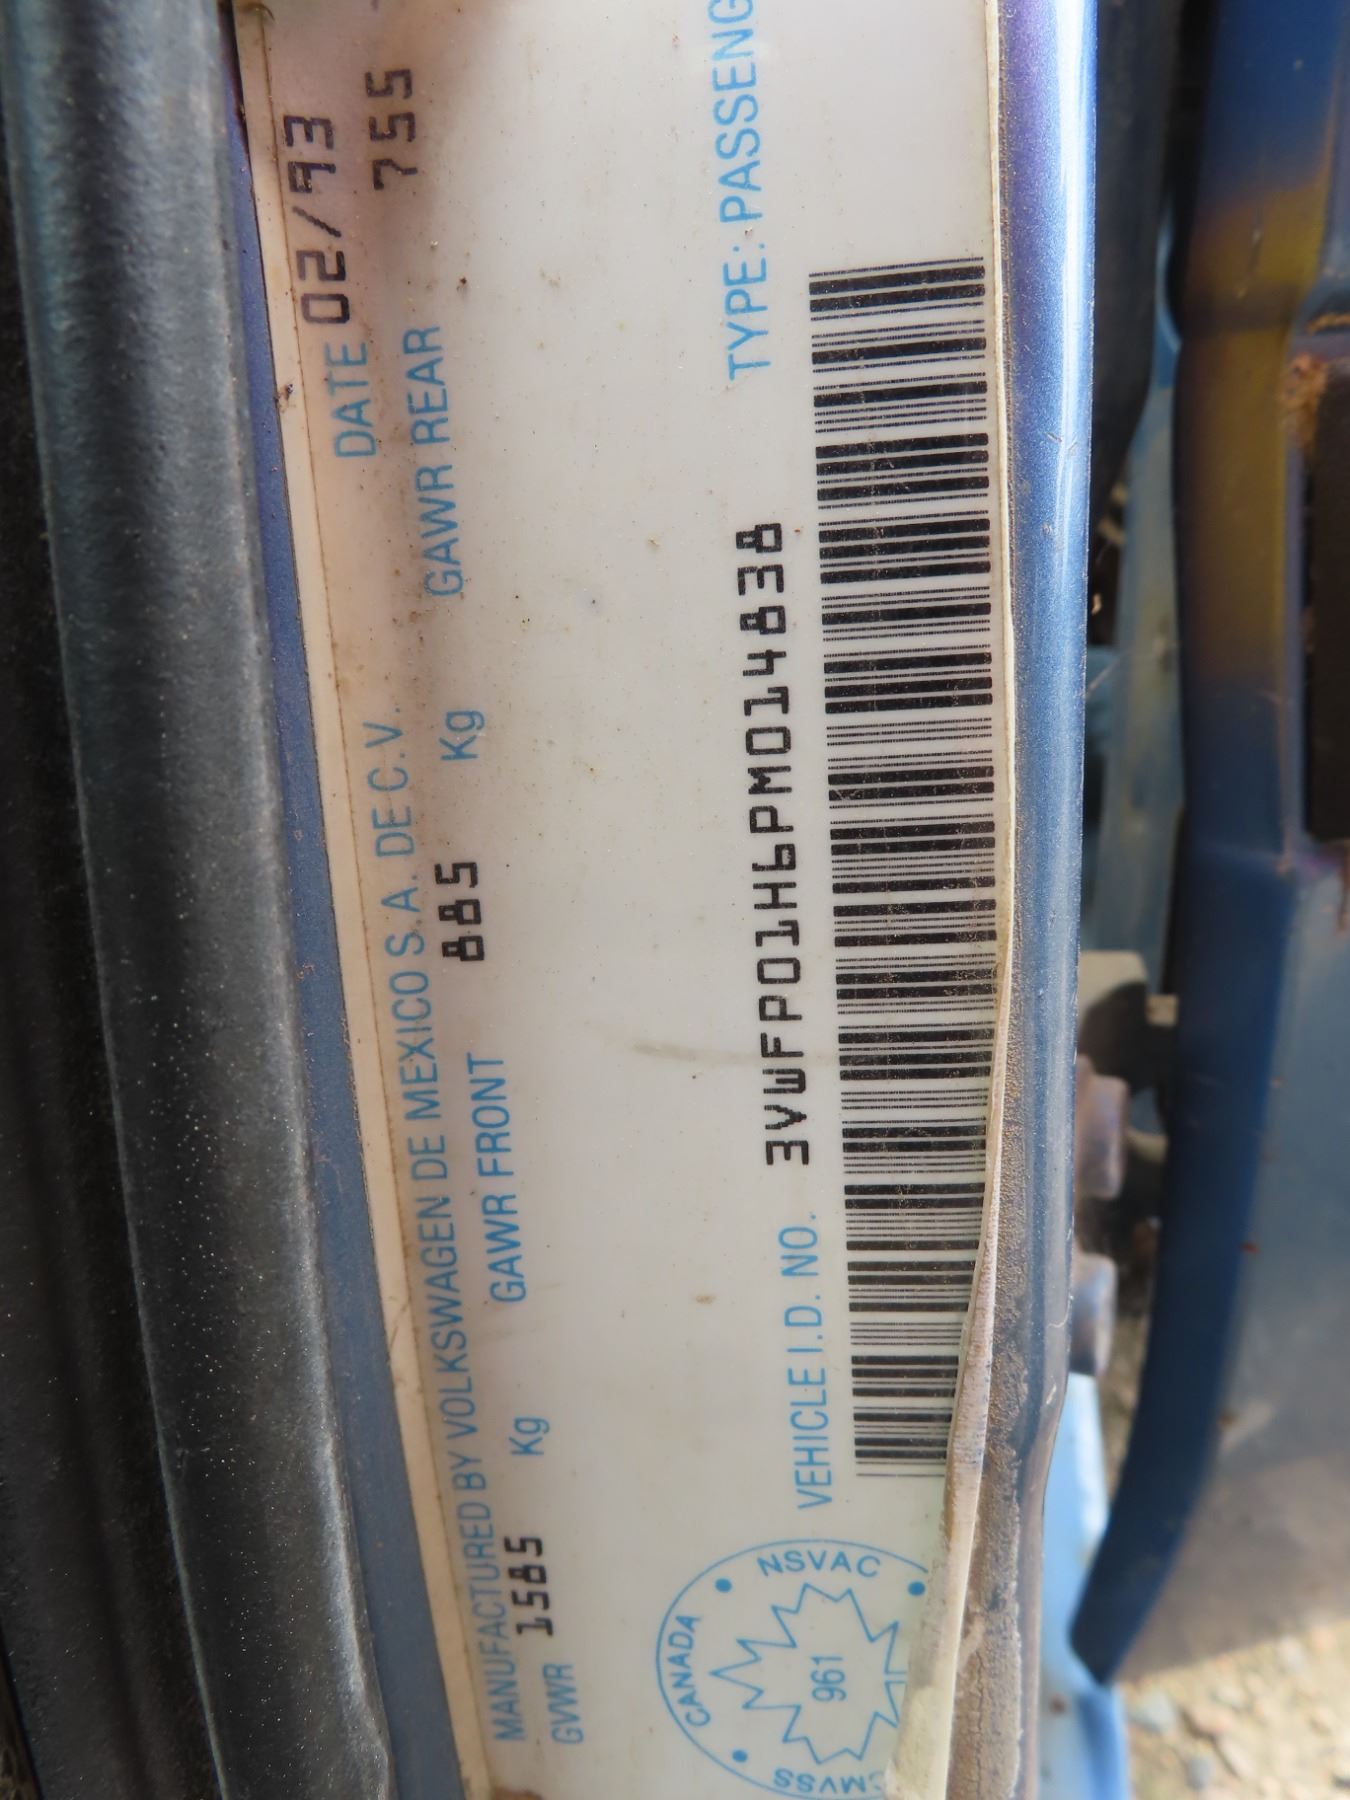 MANUFACTURED BY VOLKSWAGEN DE MEXICO S.A. DE C.V. DATE 02/93
GVWR 1585 Kg GAWR FRONT 885 Kg GAWR REAR 755
VEHICLE I.D. NO. 3VWFP01H6PM014838 TYPE: PASSENG
CANADA
NSVAC
961
CMVSS